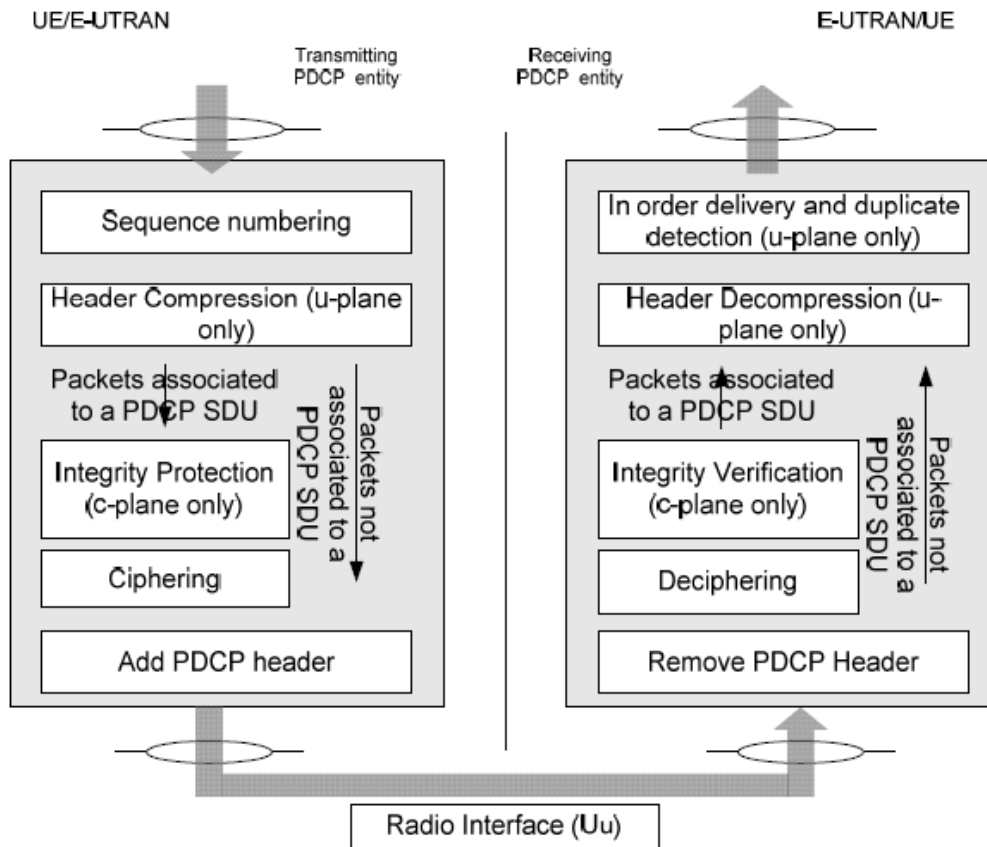 UE/E-UTRAN
E-UTRAN/UE
Transmitting
PDCP entity
Receiving
PDCP entity
Sequence numbering
Header Compression (u-plane
only)
Packets associated
to a PDCP SDU
Packets not
associated to a
PDCP SDU
Integrity Protection
(c-plane only)
Ciphering
Add PDCP header
In order delivery and duplicate
detection (u-plane only)
Header Decompression (u-
plane only)
Packets associated
to a PDCP SDU
Packets not
associated to a
PDCP SDU
Integrity Verification
(c-plane only)
Deciphering
Remove PDCP Header
Radio Interface (Uu)